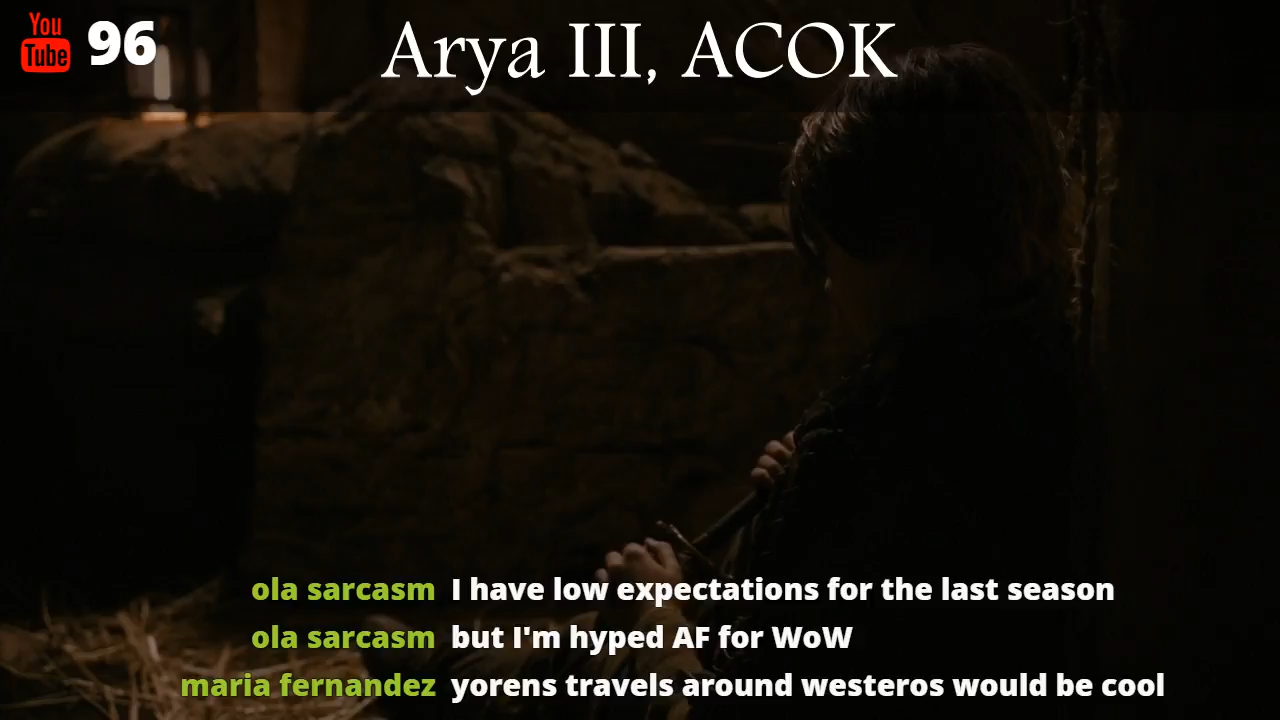 You Tube 96
Arya III, ACOK
ola sarcasm I have low expectations for the last season
ola sarcasm but I'm hyped AF for WoW
maria fernandez yorens travels around westeros would be cool